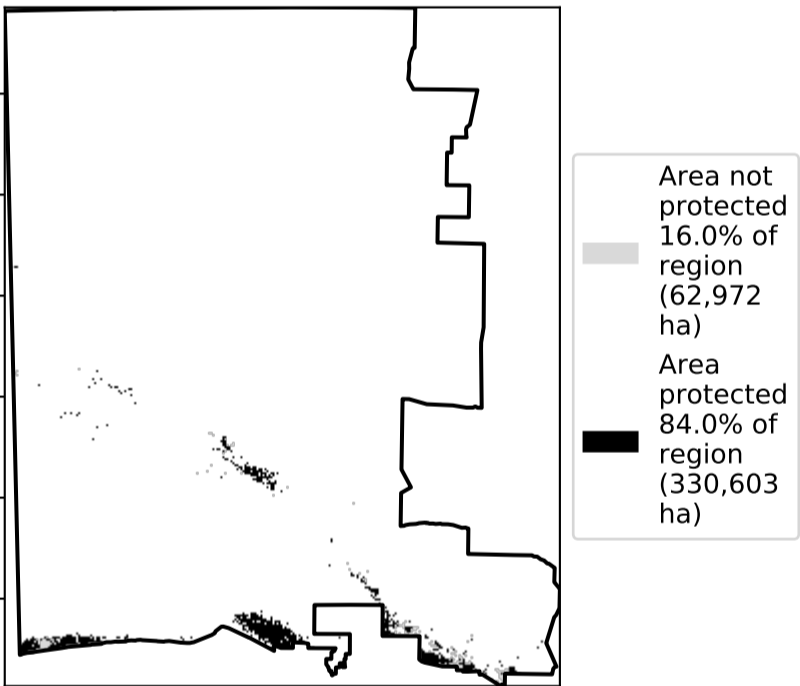 Area not
protected
16.0% of
region
(62,972
ha)
Area
protected
84.0% of
region
(330,603
ha)